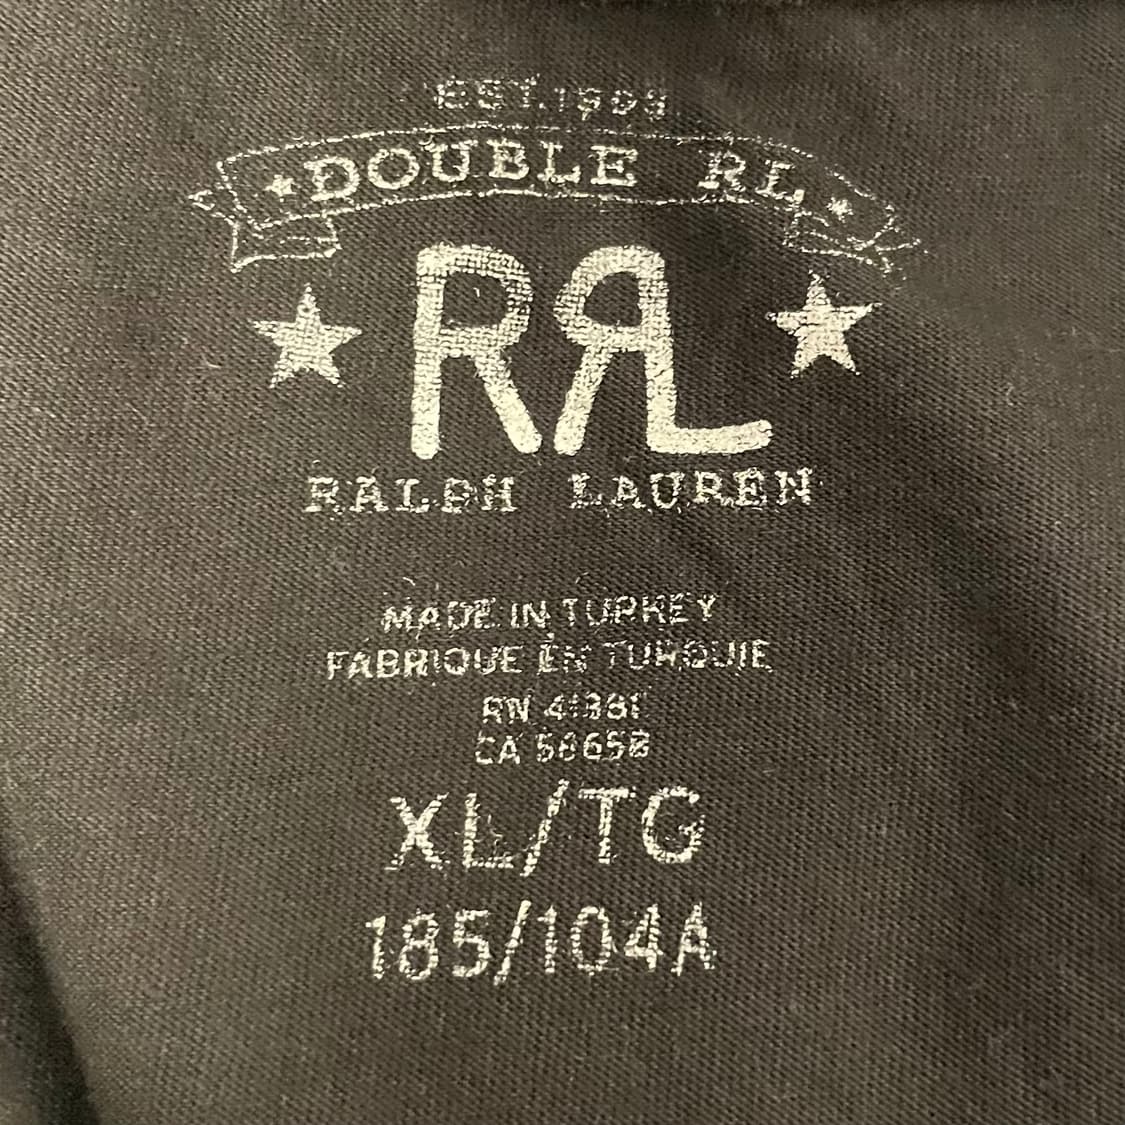 EST. 1993
DOUBLE RL
RRL
RALPH LAUREN
MADE IN TURKEY
FABRIQUE EN TURQUIE
RN 41381
CA 56658
XL/TG
185/104A